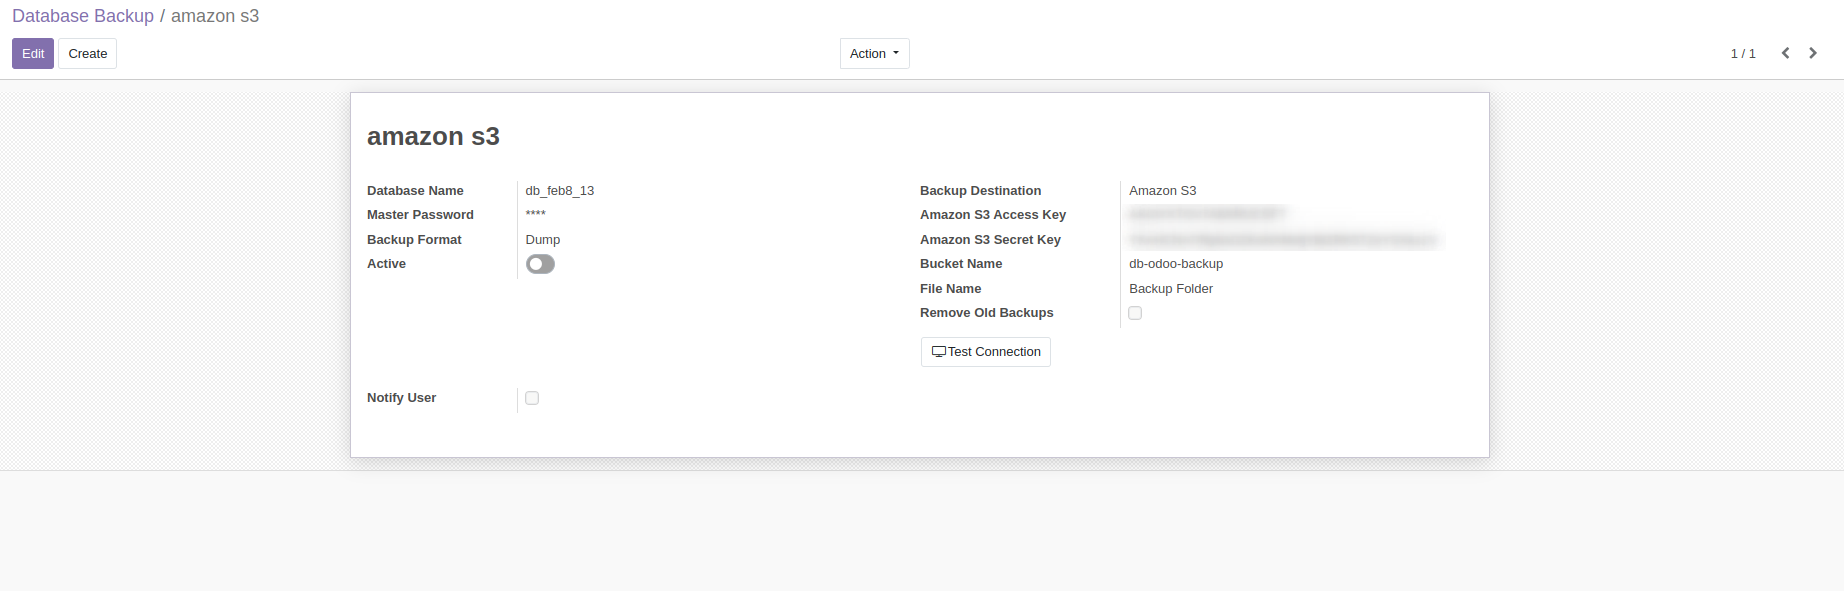 Database Backup / amazon s3
Edit Create Action 1 / 1
amazon s3
Database Name db_feb8_13
Master Password ****
Backup Format Dump
Active
Backup Destination Amazon S3
Amazon S3 Access Key
Amazon S3 Secret Key
Bucket Name db-odoo-backup
File Name Backup Folder
Remove Old Backups
Test Connection
Notify User